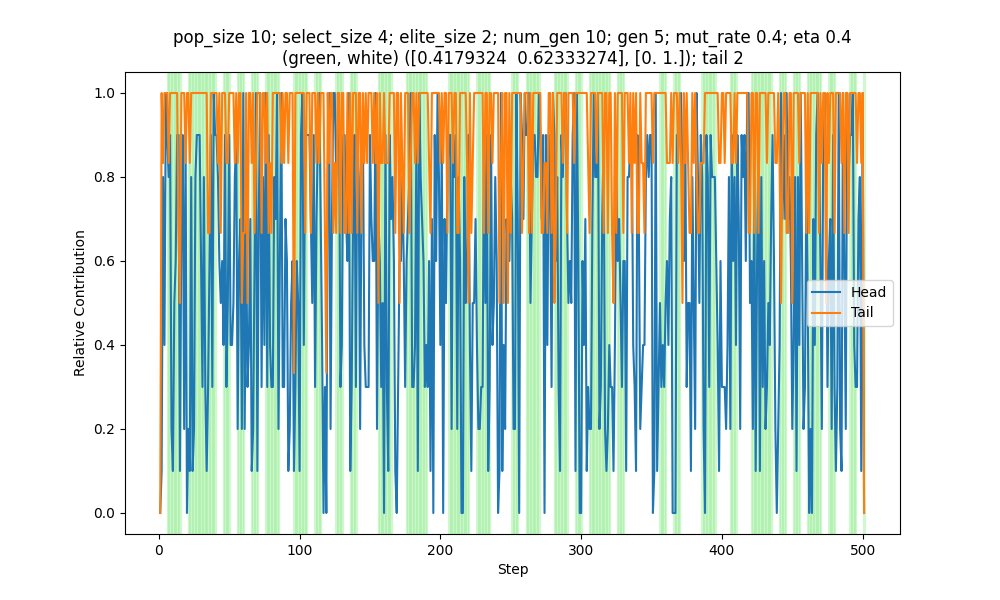 pop_size 10; select_size 4; elite_size 2; num_gen 10; gen 5; mut_rate 0.4; eta 0.4
(green, white) ([0.4179324  0.62333274], [0. 1.]); tail 2
1.0
0.8
0.6
0.4
0.2
0.0
Relative Contribution
Head
Tail
0 100 200 300 400 500
Step